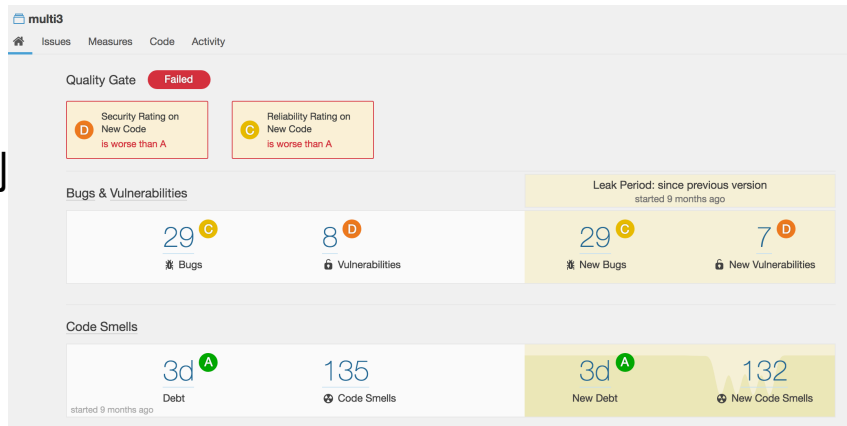 multi3
Issues Measures Code Activity
Quality Gate Failed
D Security Rating on
New Code
is worse than A
C Reliability Rating on
New Code
is worse than A
Bugs & Vulnerabilities
Leak Period: since previous version
started 9 months ago
29 C
Bugs
8 D
Vulnerabilities
29 C
New Bugs
7 D
New Vulnerabilities
Code Smells
3d A
Debt
started 9 months ago
135
Code Smells
3d A
New Debt
132
New Code Smells